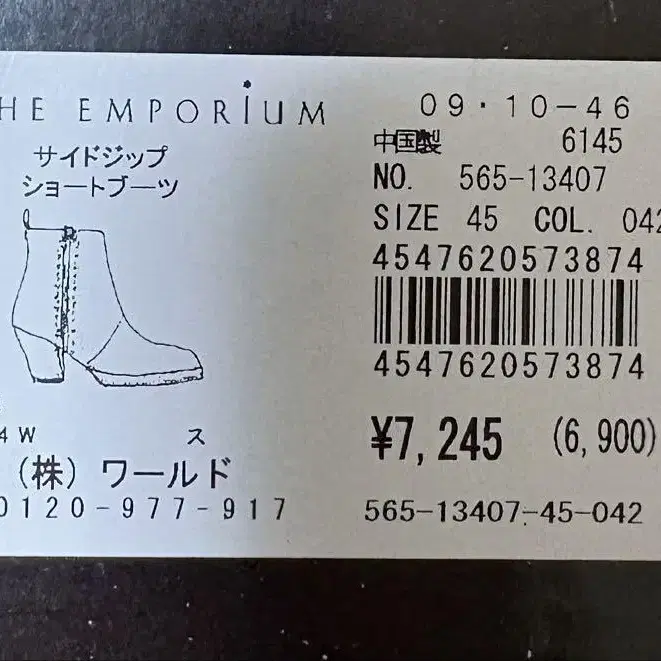 HE EMPORIUM
サイドジップ
ショートブーツ
4W ス
(株)ワールド
0120-977-917
09・10-46
中国製 6145
NO. 565-13407
SIZE 45 COL. 042
4547620573874
4547620573874
¥7,245 (6,900)
565-13407-45-042